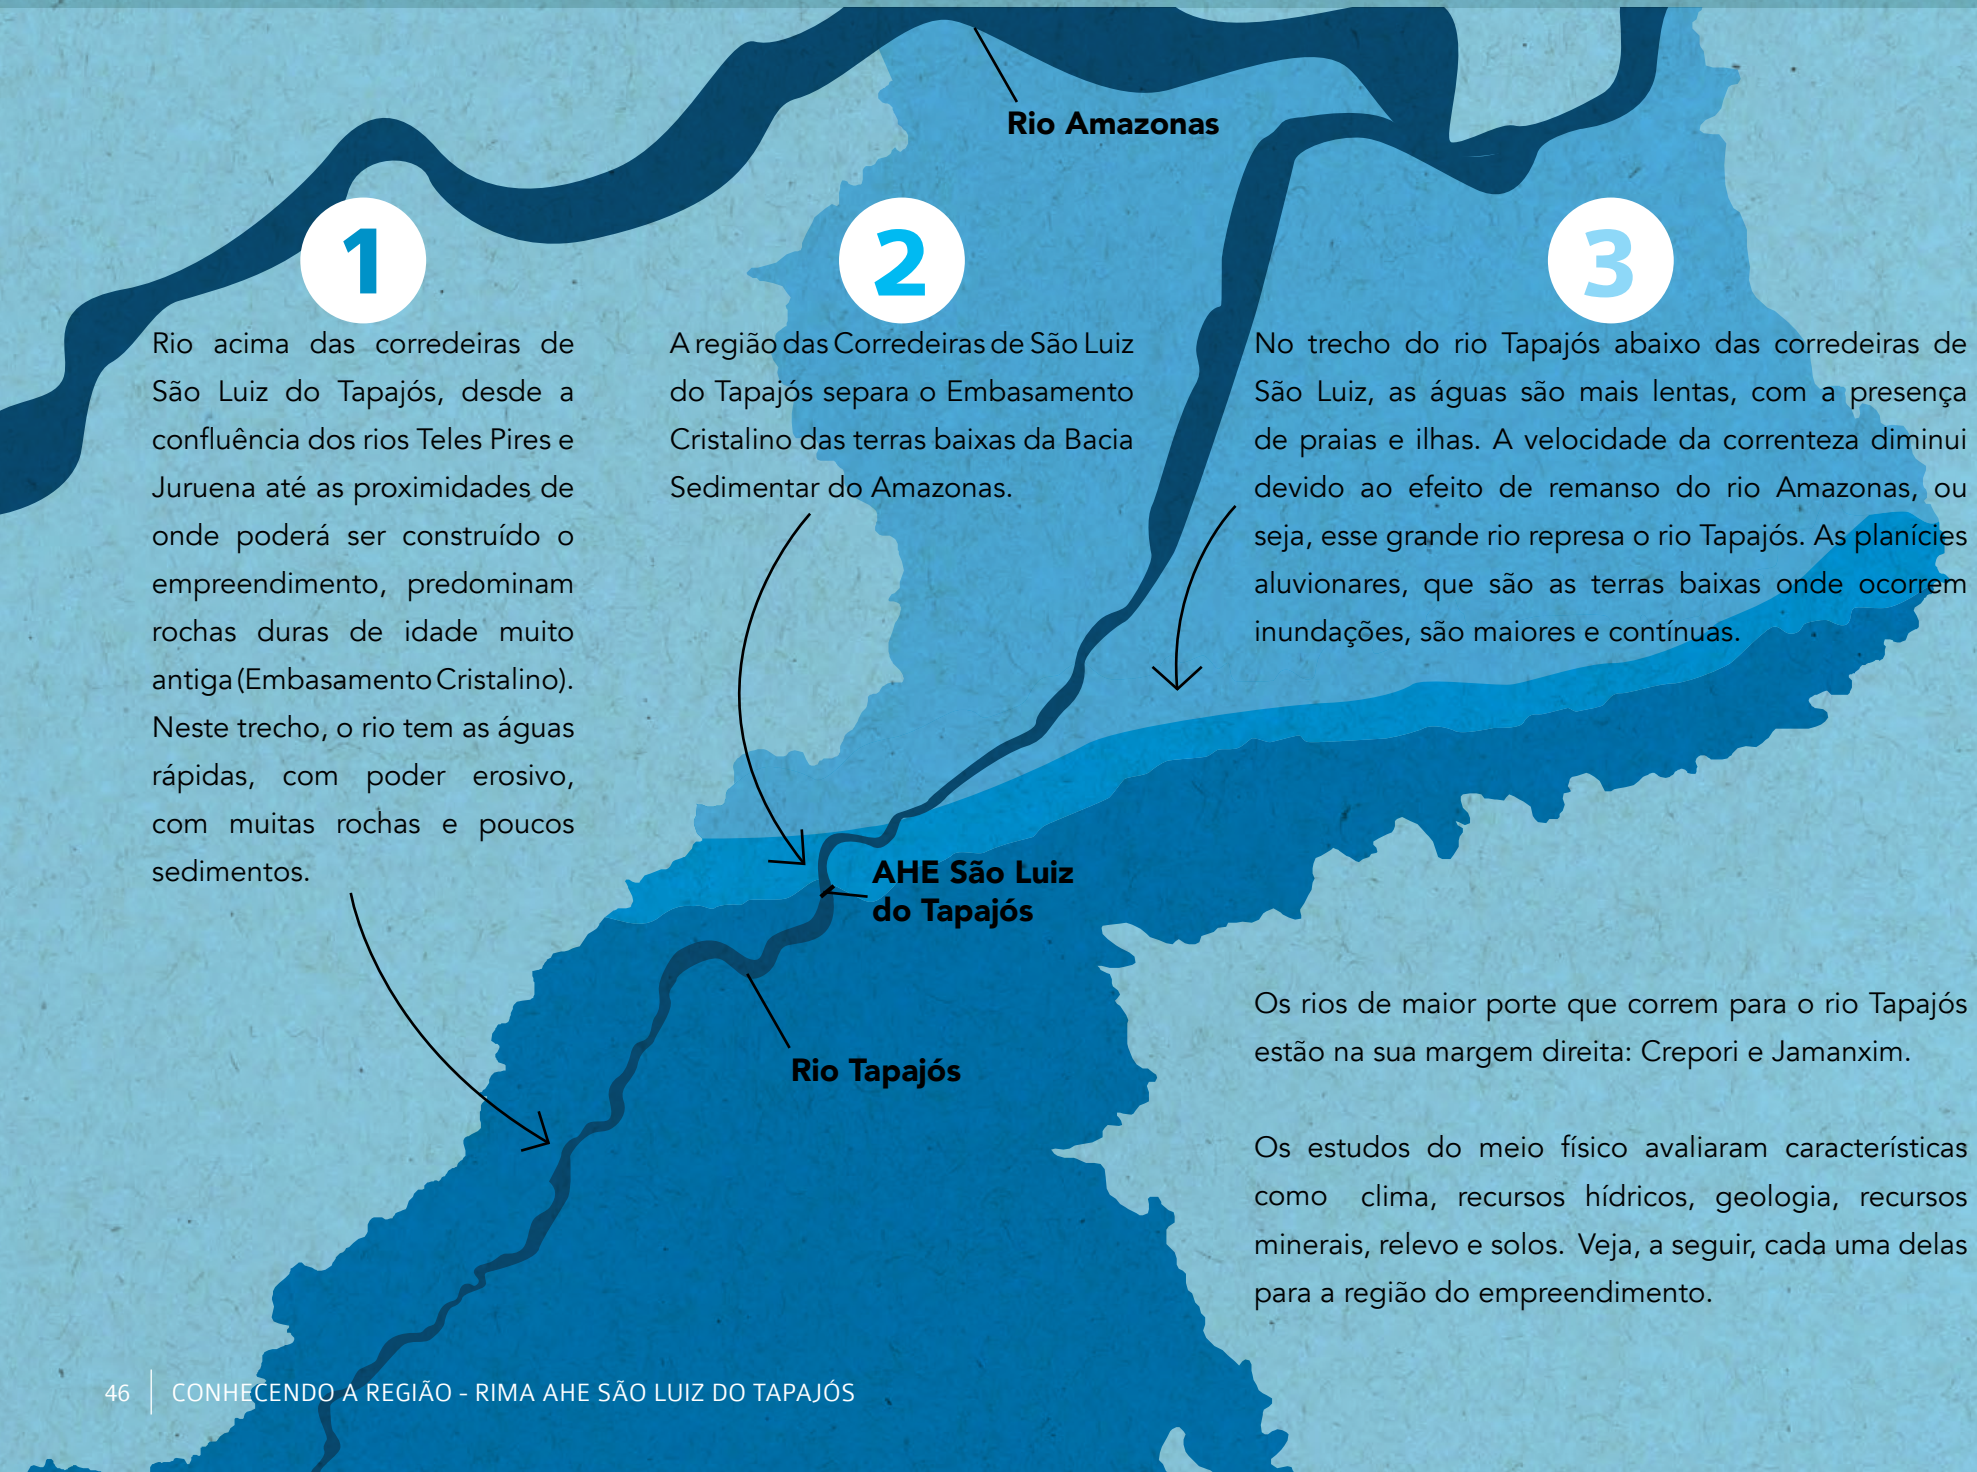 Rio Amazonas
1
Rio acima das corredeiras de
São Luiz do Tapajós, desde a
confluência dos rios Teles Pires e
Juruena até as proximidades de
onde poderá ser construído o
empreendimento, predominam
rochas duras de idade muito
antiga (Embasamento Cristalino).
Neste trecho, o rio tem as águas
rápidas, com poder erosivo,
com muitas rochas e poucos
sedimentos.
2
A região das Corredeiras de São Luiz
do Tapajós separa o Embasamento
Cristalino das terras baixas da Bacia
Sedimentar do Amazonas.
3
No trecho do rio Tapajós abaixo das corredeiras de
São Luiz, as águas são mais lentas, com a presença
de praias e ilhas. A velocidade da correnteza diminui
devido ao efeito de remanso do rio Amazonas, ou
seja, esse grande rio represa o rio Tapajós. As planícies
aluvionares, que são as terras baixas onde ocorrem
inundações, são maiores e contínuas.
AHE São Luiz
do Tapajós
Rio Tapajós
Os rios de maior porte que correm para o rio Tapajós
estão na sua margem direita: Crepori e Jamanxim.
Os estudos do meio físico avaliaram características
como clima, recursos hídricos, geologia, recursos
minerais, relevo e solos. Veja, a seguir, cada uma delas
para a região do empreendimento.
46 | CONHECENDO A REGIÃO - RIMA AHE SÃO LUIZ DO TAPAJÓS